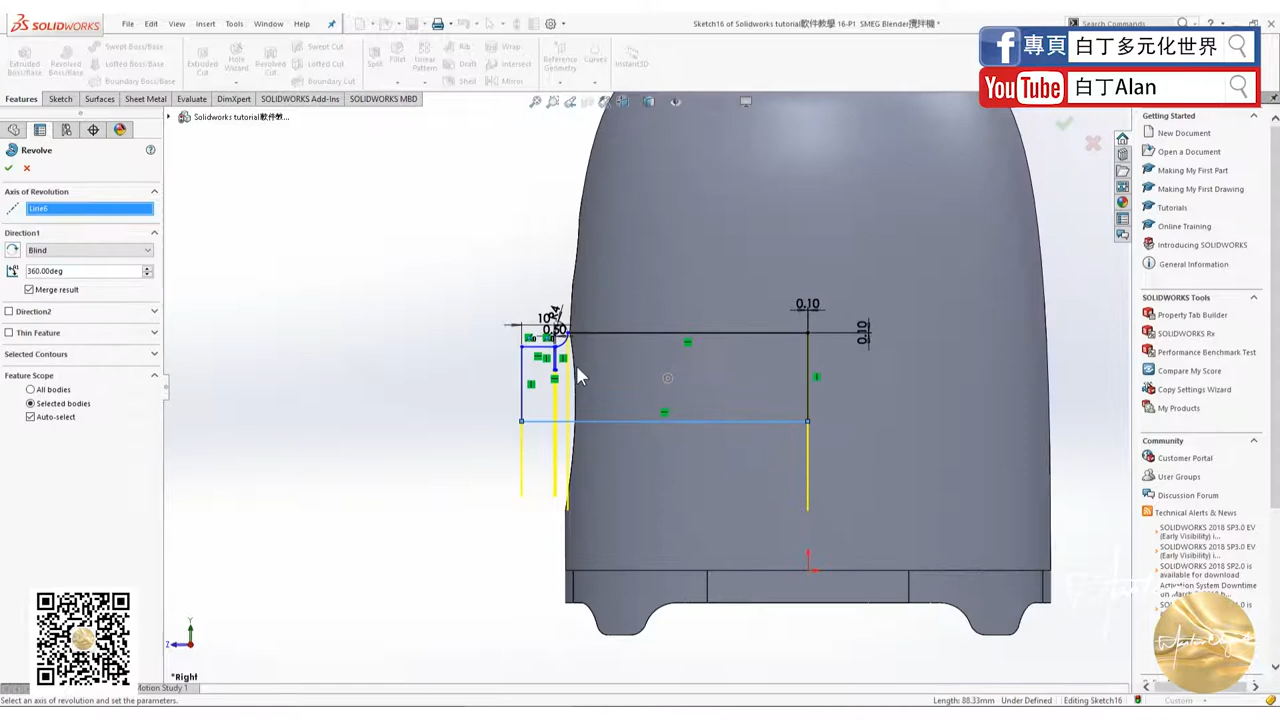 SOLIDWORKS
File Edit View Insert Tools Window Help
Sketch16 of Solidworks tutorial軟件教學 16-P1 SMEG Blender攪拌機 *
Search Commands
專頁 白丁多元化世界
YouTube 白丁Alan
Extruded Boss/Base
Revolved Boss/Base
Swept Boss/Base
Lofted Boss/Base
Boundary Boss/Base
Extruded Cut
Hole Wizard
Revolved Cut
Swept Cut
Lofted Cut
Boundary Cut
Split
Fillet
Linear
Rib
Draft
Shell
Wrap
Intersect
Mirror
Reference Geometry
Curves
Instant3D
Features Sketch Surfaces Sheet Metal Evaluate DimXpert SOLIDWORKS Add-Ins SOLIDWORKS MBD
Solidworks tutorial軟件教...
Revolve
Axis of Revolution
Line6
Direction1
Blind
360.00deg
Merge result
Direction2
Thin Feature
Selected Contours
Feature Scope
All bodies
Selected bodies
Auto-select
10
R4
0.50
0.10
0.10
Y
Z
*Right
Motion Study 1
Getting Started
New Document
Open a Document
Making My First Part
Making My First Drawing
Tutorials
Online Training
Introducing SOLIDWORKS
General Information
SOLIDWORKS Tools
Property Tab Builder
SOLIDWORKS Rx
Performance Benchmark Test
Compare My Score
Copy Settings Wizard
My Products
Community
Customer Portal
User Groups
Discussion Forum
Technical Alerts & News
SOLIDWORKS 2018 SP3.0 EV
(Early Visibility) i...
SOLIDWORKS 2018 SP3.0 EV
(Early Visibility) i...
SOLIDWORKS 2018 SP2.0 is
available for download
Activation System Downtime
Select an axis of revolution and set the parameters.
Length: 88.33mm Under Defined Editing Sketch16
Custom